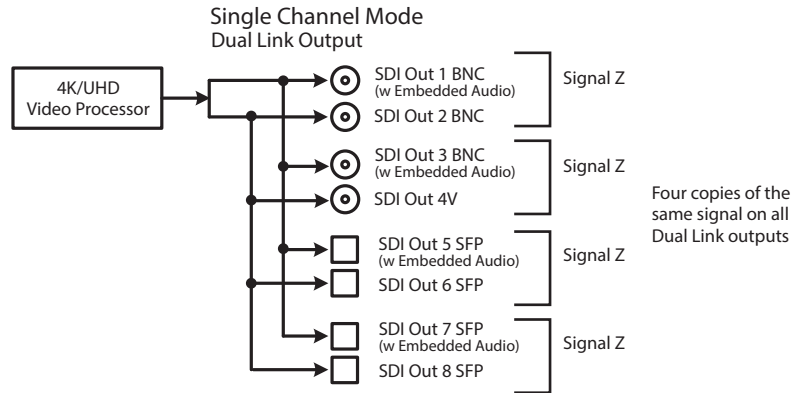 Single Channel Mode
Dual Link Output
4K/UHD
Video Processor
SDI Out 1 BNC
(w Embedded Audio)
SDI Out 2 BNC
Signal Z
SDI Out 3 BNC
(w Embedded Audio)
SDI Out 4V
Signal Z
SDI Out 5 SFP
(w Embedded Audio)
SDI Out 6 SFP
Signal Z
SDI Out 7 SFP
(w Embedded Audio)
SDI Out 8 SFP
Signal Z
Four copies of the
same signal on all
Dual Link outputs